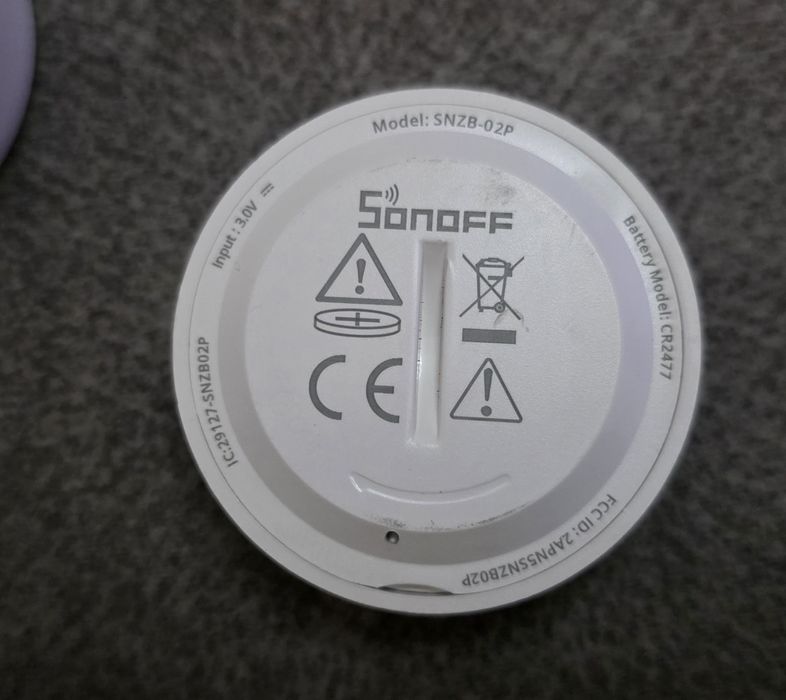 Model: SNZB-02P
SONOFF
Input : 3.0V
Battery Model: CR2477
CE
IC:29127-SNZB02P
FCC ID: 2APN5SNZB02P